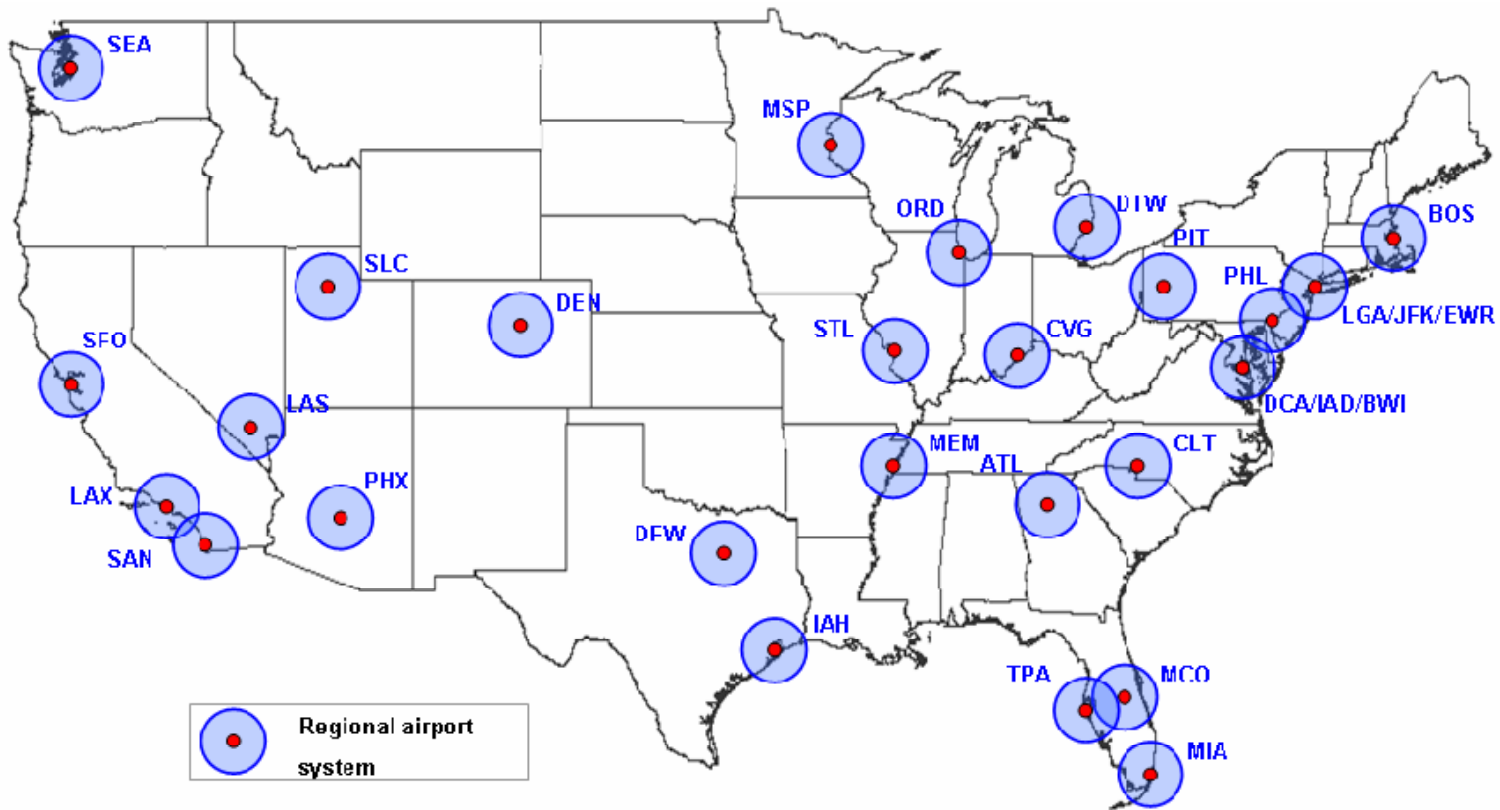 SEA
MSP
ORD
DTW
BOS
PIT
SLC
PHL
DEN
LGA/JFK/EWR
STL
CVG
SFO
LAS
DCA/IAD/BWI
MEM
CLT
ATL
PHX
LAX
DFW
SAN
IAH
TPA
MCO
Regional airport
system
MIA